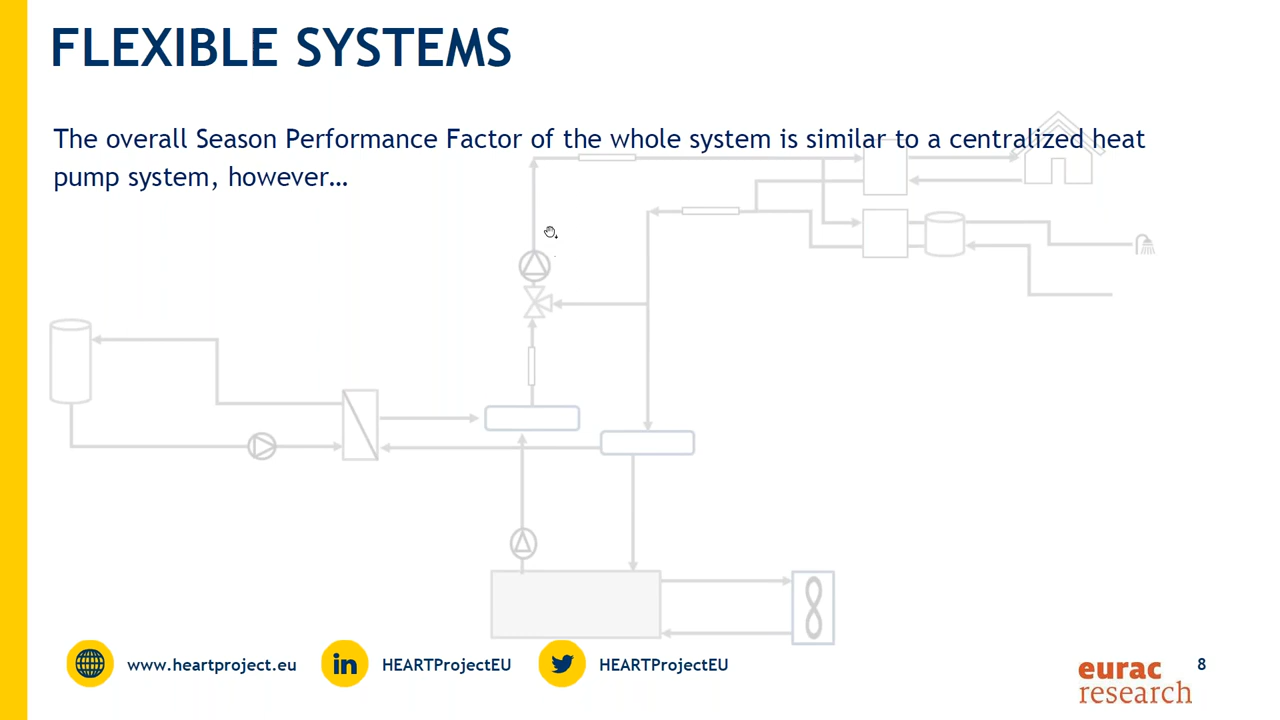 FLEXIBLE SYSTEMS
The overall Season Performance Factor of the whole system is similar to a centralized heat
pump system, however…
www.heartproject.eu
in
HEARTProjectEU
HEARTProjectEU
eurac
research
8